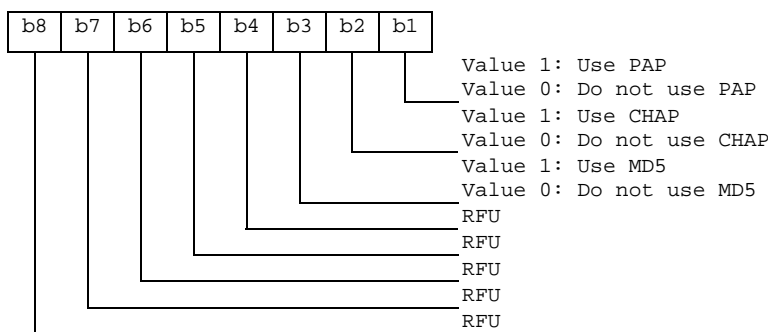 b8 b7 b6 b5 b4 b3 b2 b1
Value 1: Use PAP
Value 0: Do not use PAP
Value 1: Use CHAP
Value 0: Do not use CHAP
Value 1: Use MD5
Value 0: Do not use MD5
RFU
RFU
RFU
RFU
RFU